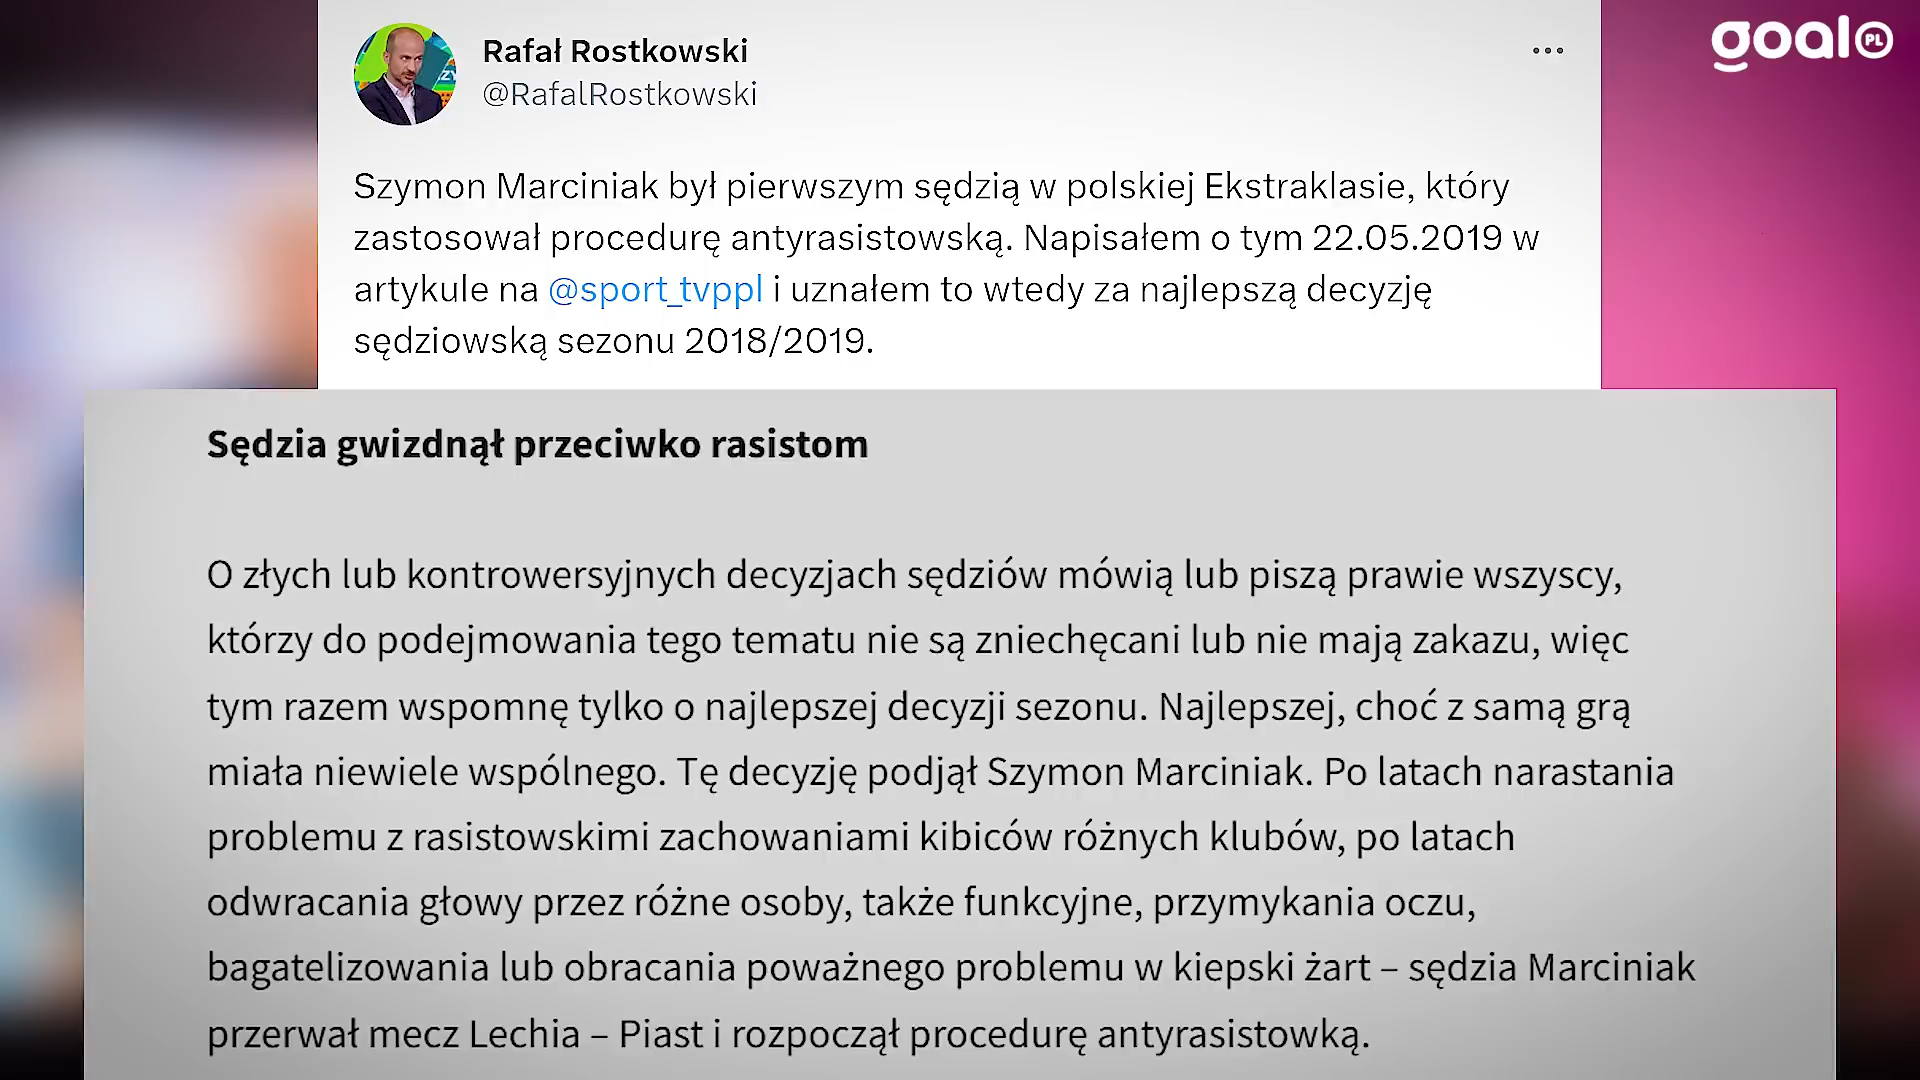 goal PL
Rafał Rostkowski
@RafalRostkowski
Szymon Marciniak był pierwszym sędzią w polskiej Ekstraklasie, który
zastosował procedurę antyrasistowską. Napisałem o tym 22.05.2019 w
artykule na @sport_tvppl i uznałem to wtedy za najlepszą decyzję
sędziowską sezonu 2018/2019.
Sędzia gwizdnął przeciwko rasistom
O złych lub kontrowersyjnych decyzjach sędziów mówią lub piszą prawie wszyscy,
którzy do podejmowania tego tematu nie są zniechęcani lub nie mają zakazu, więc
tym razem wspomnę tylko o najlepszej decyzji sezonu. Najlepszej, choć z samą grą
miała niewiele wspólnego. Tę decyzję podjął Szymon Marciniak. Po latach narastania
problemu z rasistowskimi zachowaniami kibiców różnych klubów, po latach
odwracania głowy przez różne osoby, także funkcyjne, przymykania oczu,
bagatelizowania lub obracania poważnego problemu w kiepski żart – sędzia Marciniak
przerwał mecz Lechia – Piast i rozpoczął procedurę antyrasistowką.